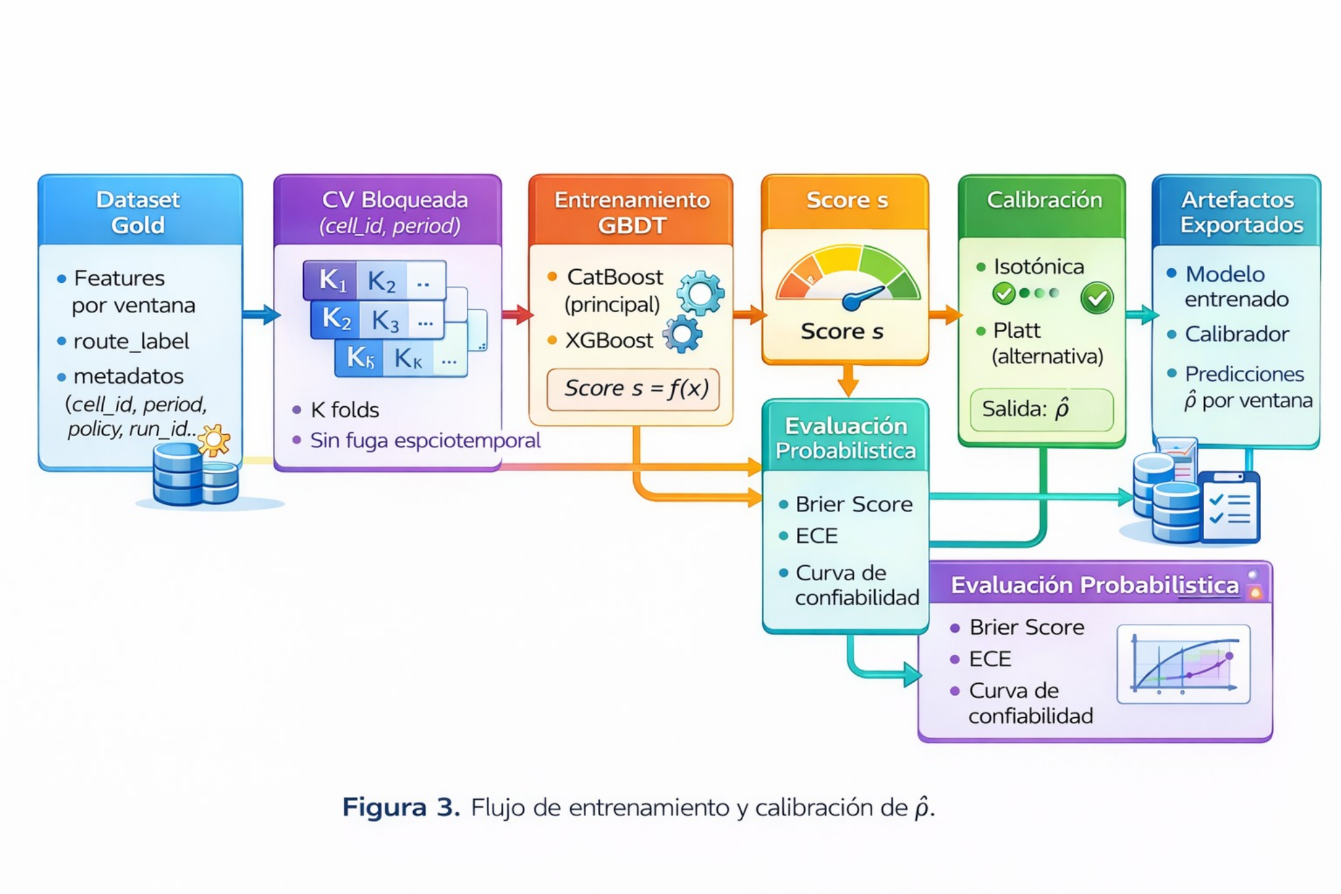 Dataset
Gold
• Features
por ventana
• route_label
• metadatos
(cell_id, period,
policy, run_id..
CV Bloqueada
(cell_id, period)
K₁ K₂ ..
K₂ K₃ ...
Kₖ ...
• K folds
• Sin fuga espciotemporal
Entrenamiento
GBDT
• CatBoost
(principal)
• XGBoost
Score s = f(x)
Score s
Score s
Calibración
• Isotónica
• Platt
(alternativa)
Salida: ρ̂
Artefactos
Exportados
• Modelo
entrenado
• Calibrador
• Predicciones
ρ̂ por ventana
Evaluación
Probabilistica
• Brier Score
• ECE
• Curva de
confiabilidad
Evaluación Probabilistica
• Brier Score
• ECE
• Curva de
confiabilidad
Figura 3. Flujo de entrenamiento y calibración de ρ̂.